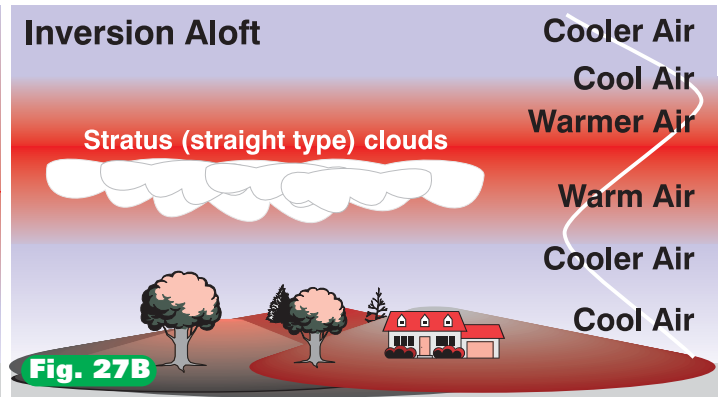 Inversion Aloft
Cooler Air
Cool Air
Warmer Air
Stratus (straight type) clouds
Warm Air
Cooler Air
Cool Air
Fig. 27B